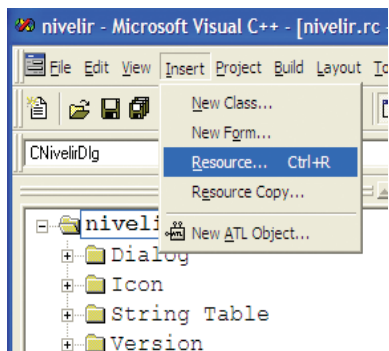 nivelir - Microsoft Visual C++ - [nivelir.rc -
File Edit View Insert Project Build Layout
New Class...
New Form...
CNivelirDlg
Resource... Ctrl+R
Resource Copy...
New ATL Object...
Dialog
Icon
String Table
Version